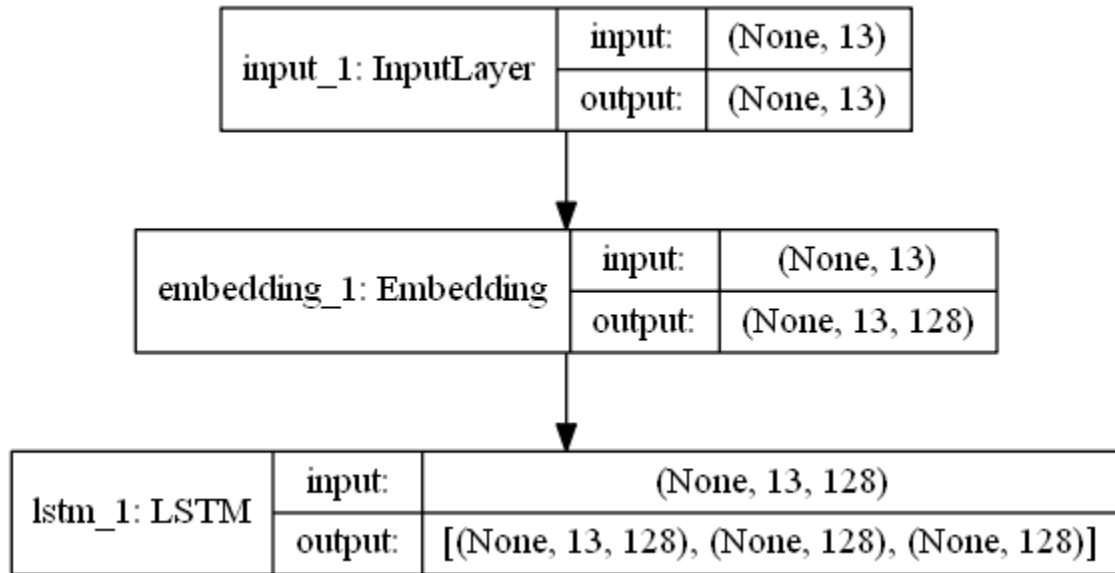 input_1: InputLayer
input:
(None, 13)
output:
(None, 13)
embedding_1: Embedding
input:
(None, 13)
output:
(None, 13, 128)
lstm_1: LSTM
input:
(None, 13, 128)
output:
[(None, 13, 128), (None, 128), (None, 128)]